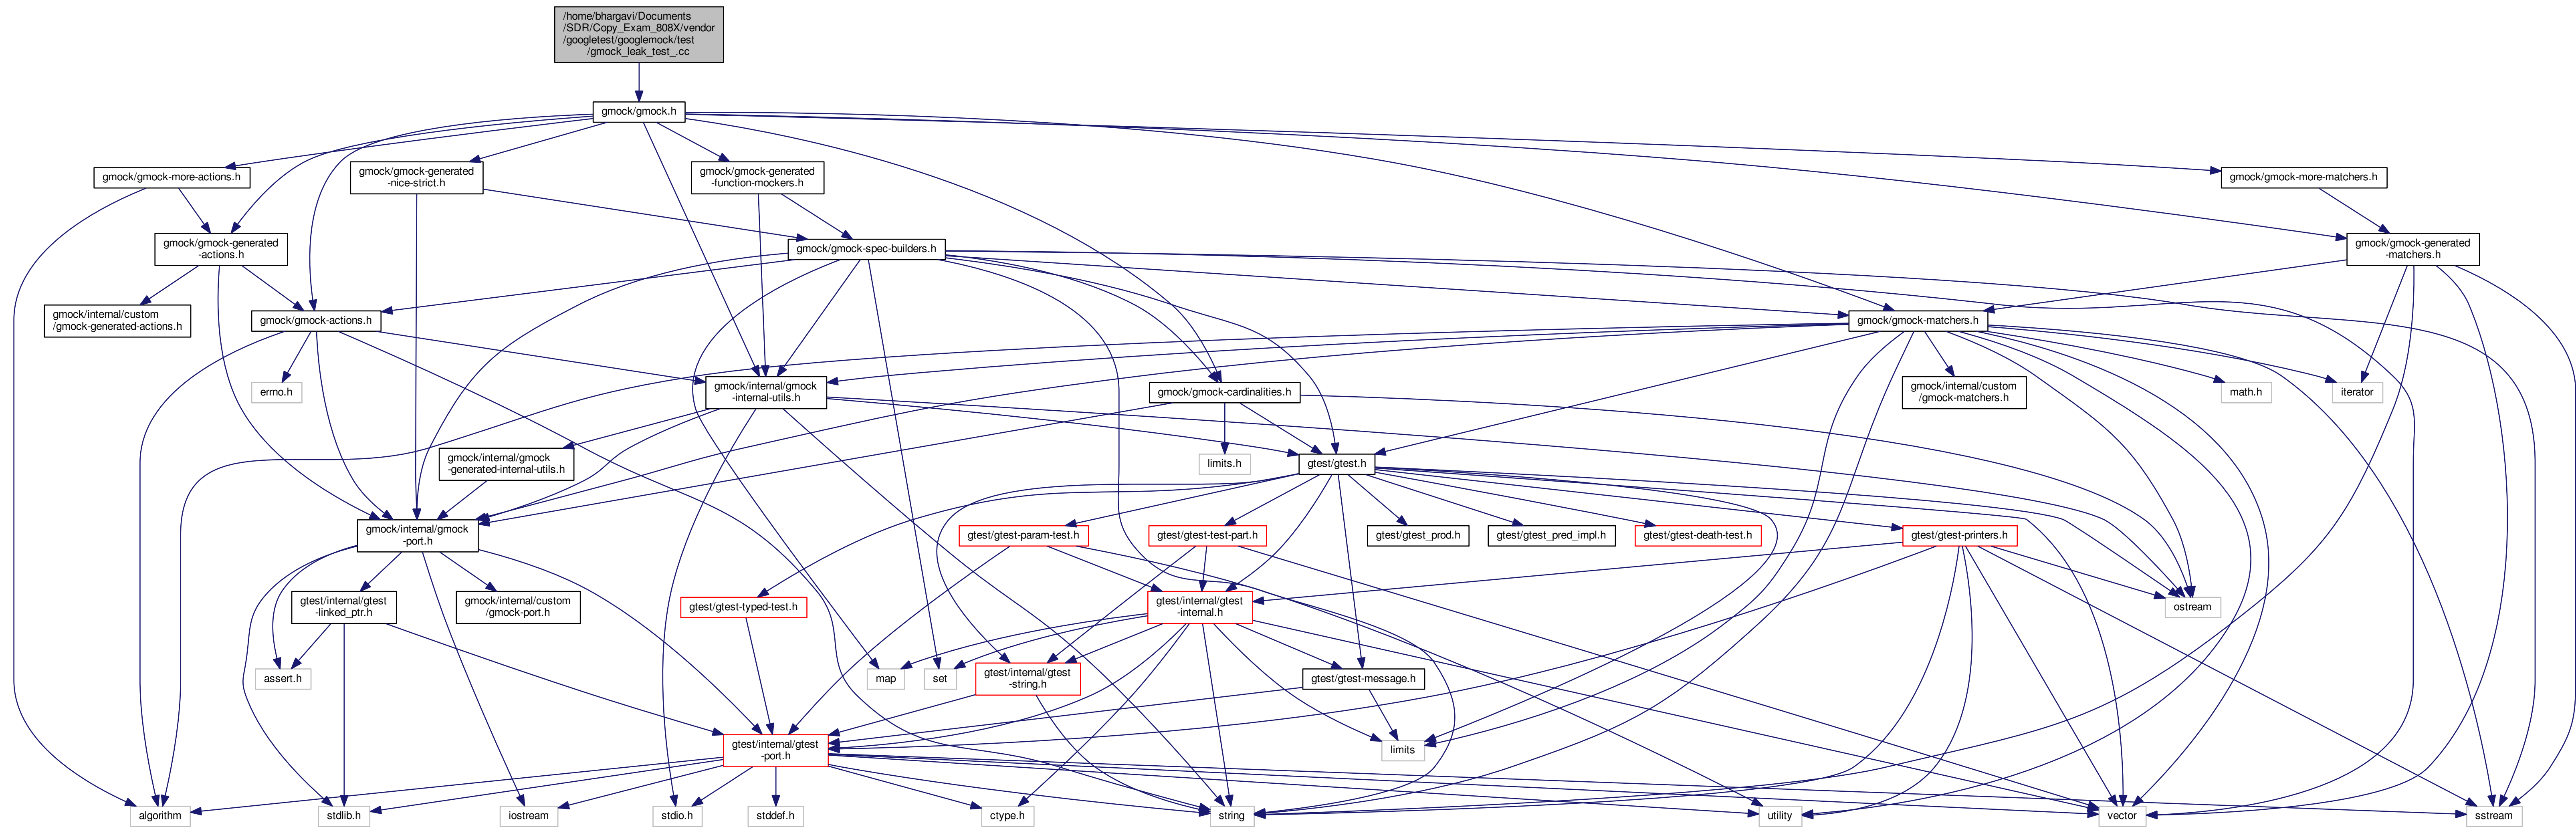 /home/bhargavi/Documents
/SDR/Copy_Exam_808X/vendor
/googletest/googlemock/test
/gmock_leak_test_.cc
gmock/gmock.h
gmock/gmock-more-actions.h
gmock/gmock-generated
-nice-strict.h
gmock/gmock-generated
-function-mockers.h
gmock/gmock-more-matchers.h
gmock/gmock-generated
-actions.h
gmock/gmock-spec-builders.h
gmock/gmock-generated
-matchers.h
gmock/internal/custom
/gmock-generated-actions.h
gmock/gmock-actions.h
gmock/gmock-matchers.h
errno.h
gmock/internal/gmock
-internal-utils.h
gmock/gmock-cardinalities.h
gmock/internal/custom
/gmock-matchers.h
math.h
iterator
gmock/internal/gmock
-generated-internal-utils.h
limits.h
gtest/gtest.h
gmock/internal/gmock
-port.h
gtest/gtest-param-test.h
gtest/gtest-test-part.h
gtest/gtest_prod.h
gtest/gtest_pred_impl.h
gtest/gtest-death-test.h
gtest/gtest-printers.h
gtest/internal/gtest
-linked_ptr.h
gmock/internal/custom
/gmock-port.h
gtest/gtest-typed-test.h
gtest/internal/gtest
-internal.h
ostream
assert.h
map
set
gtest/internal/gtest
-string.h
gtest/gtest-message.h
gtest/internal/gtest
-port.h
limits
algorithm
stdlib.h
iostream
stdio.h
stddef.h
ctype.h
string
utility
vector
sstream